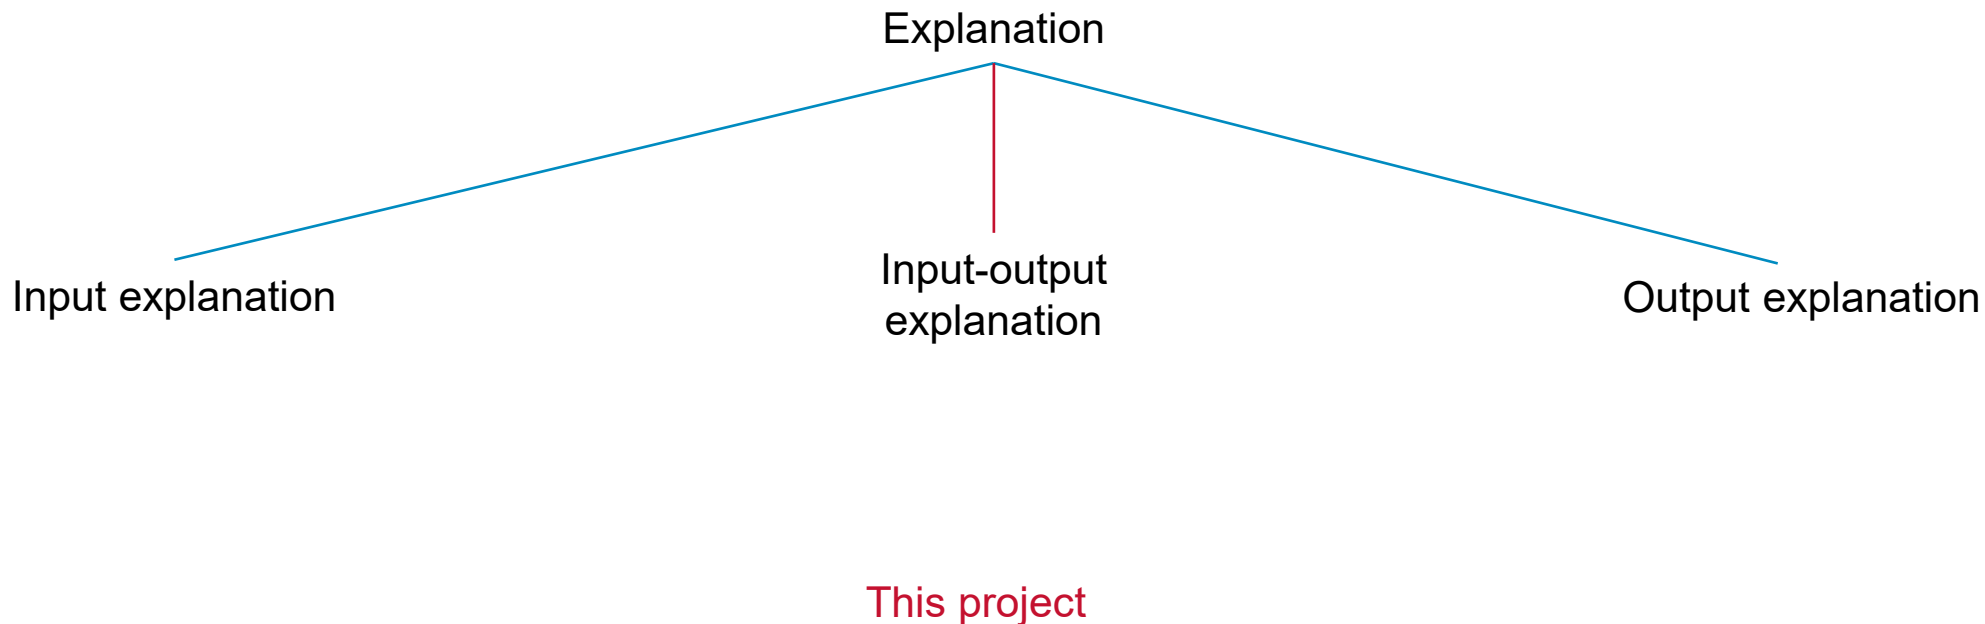 Explanation
Input explanation
Input-output
explanation
Output explanation
This project